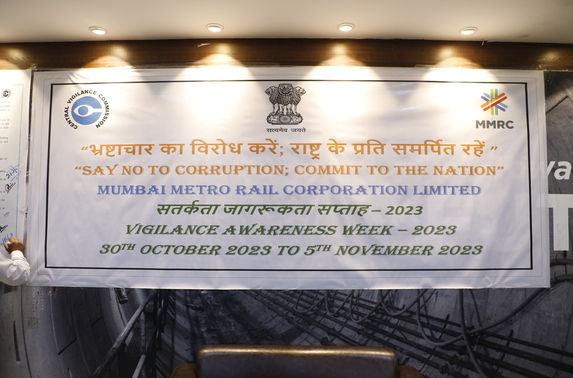 CENTRAL VIGILANCE COMMISSION
सत्यमेव जयते
MMRC
“भ्रष्टाचार का विरोध करें; राष्ट्र के प्रति समर्पित रहें ”
“SAY NO TO CORRUPTION; COMMIT TO THE NATION”
MUMBAI METRO RAIL CORPORATION LIMITED
सतर्कता जागरूकता सप्ताह – 2023
VIGILANCE AWARENESS WEEK – 2023
30TH OCTOBER 2023 TO 5TH NOVEMBER 2023